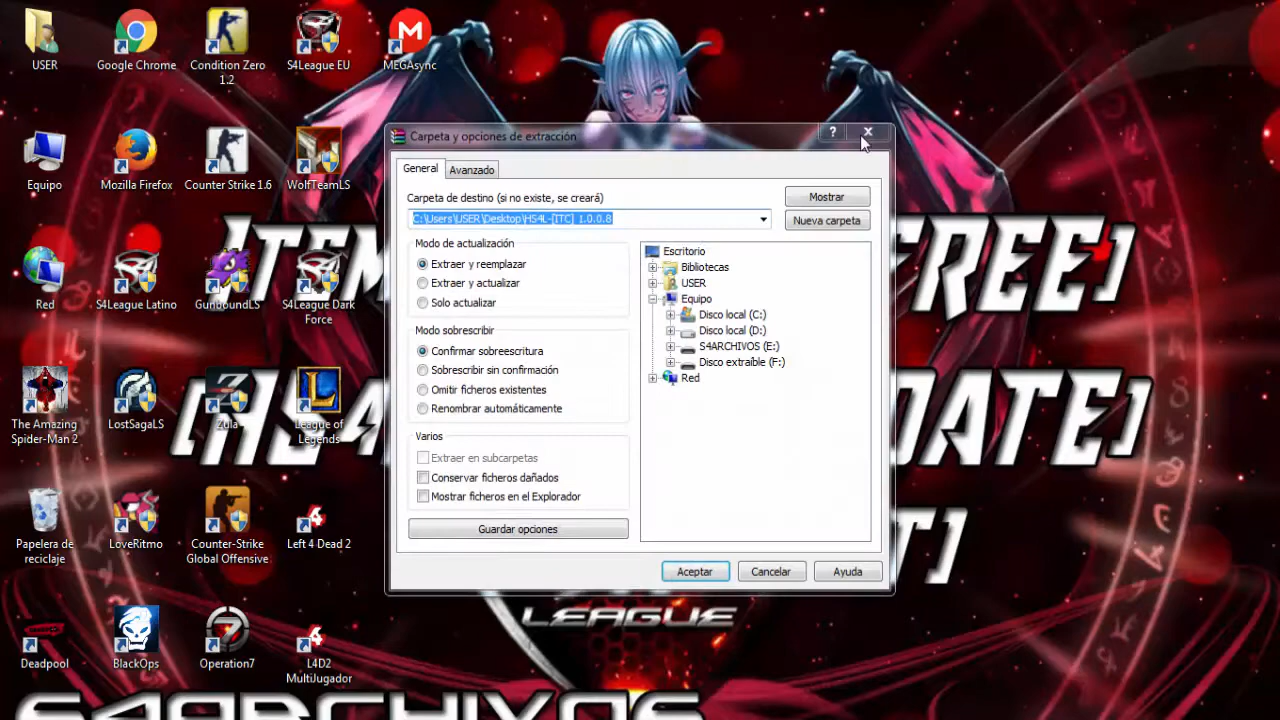 USER
Google Chrome
Condition Zero
1.2
S4League EU
MEGAsync
Equipo
Mozilla Firefox
Counter Strike 1.6
WolfTeamLS
Red
S4League Latino
GunboundLS
S4League Dark
Force
The Amazing
Spider-Man 2
LostSagaLS
Zula
League of
Legends
Papelera de
reciclaje
LoveRitmo
Counter-Strike
Global Offensive
Left 4 Dead 2
Deadpool
BlackOps
Operation7
L4D2
MultiJugador
Carpeta y opciones de extracción
General
Avanzado
Carpeta de destino (si no existe, se creará)
C:\Users\USER\Desktop\HS4L-[ITC] 1.0.0.8
Mostrar
Nueva carpeta
Modo de actualización
Extraer y reemplazar
Extraer y actualizar
Solo actualizar
Modo sobrescribir
Confirmar sobreescritura
Sobrescribir sin confirmación
Omitir ficheros existentes
Renombrar automáticamente
Varios
Extraer en subcarpetas
Conservar ficheros dañados
Mostrar ficheros en el Explorador
Guardar opciones
Escritorio
Bibliotecas
USER
Equipo
Disco local (C:)
Disco local (D:)
S4ARCHIVOS (E:)
Disco extraíble (F:)
Red
Aceptar
Cancelar
Ayuda
LEAGUE
S4ARCHIVOS